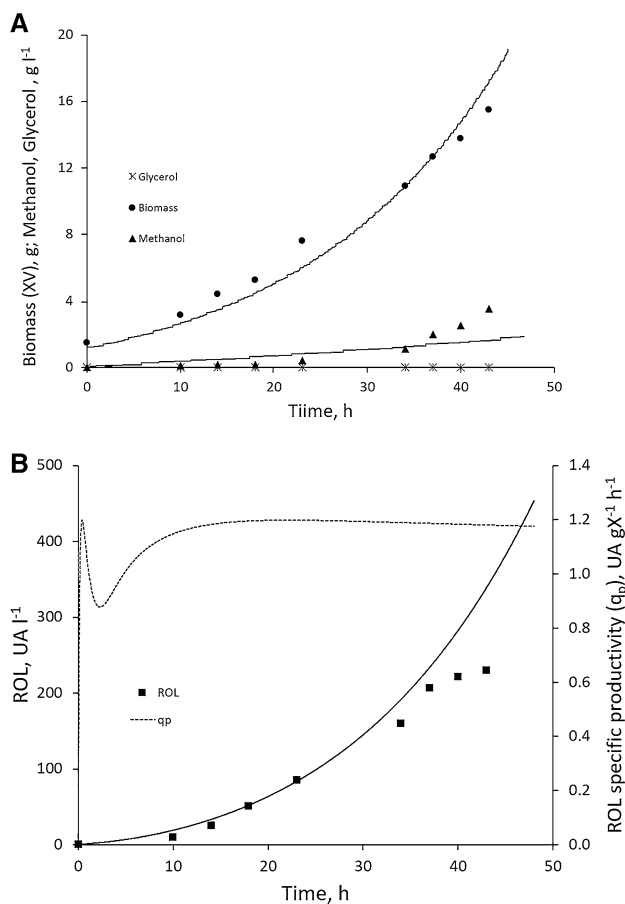 A
Biomass (XV), g; Methanol, Glycerol , g l-1
20
16
12
8
4
0
Glycerol
Biomass
Methanol
0 10 20 30 40 50
Tiime, h
B
ROL, UA l-1
500
400
300
200
100
0
ROL
qp
1.4
1.2
1.0
0.8
0.6
0.4
0.2
0.0
ROL specific productivity (qp), UA gX-1 h-1
0 10 20 30 40 50
Time, h